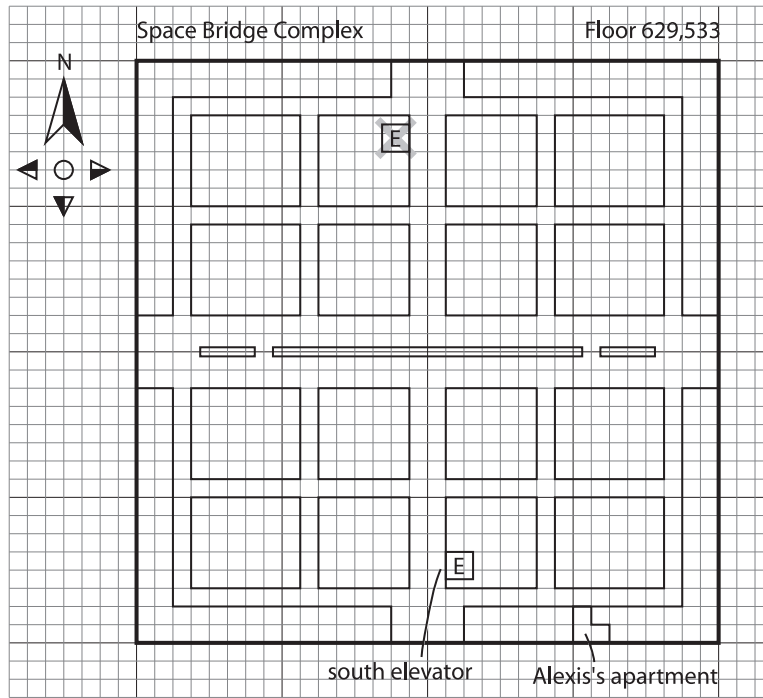 Space Bridge Complex
Floor 629,533
N
E
E
south elevator
Alexis's apartment